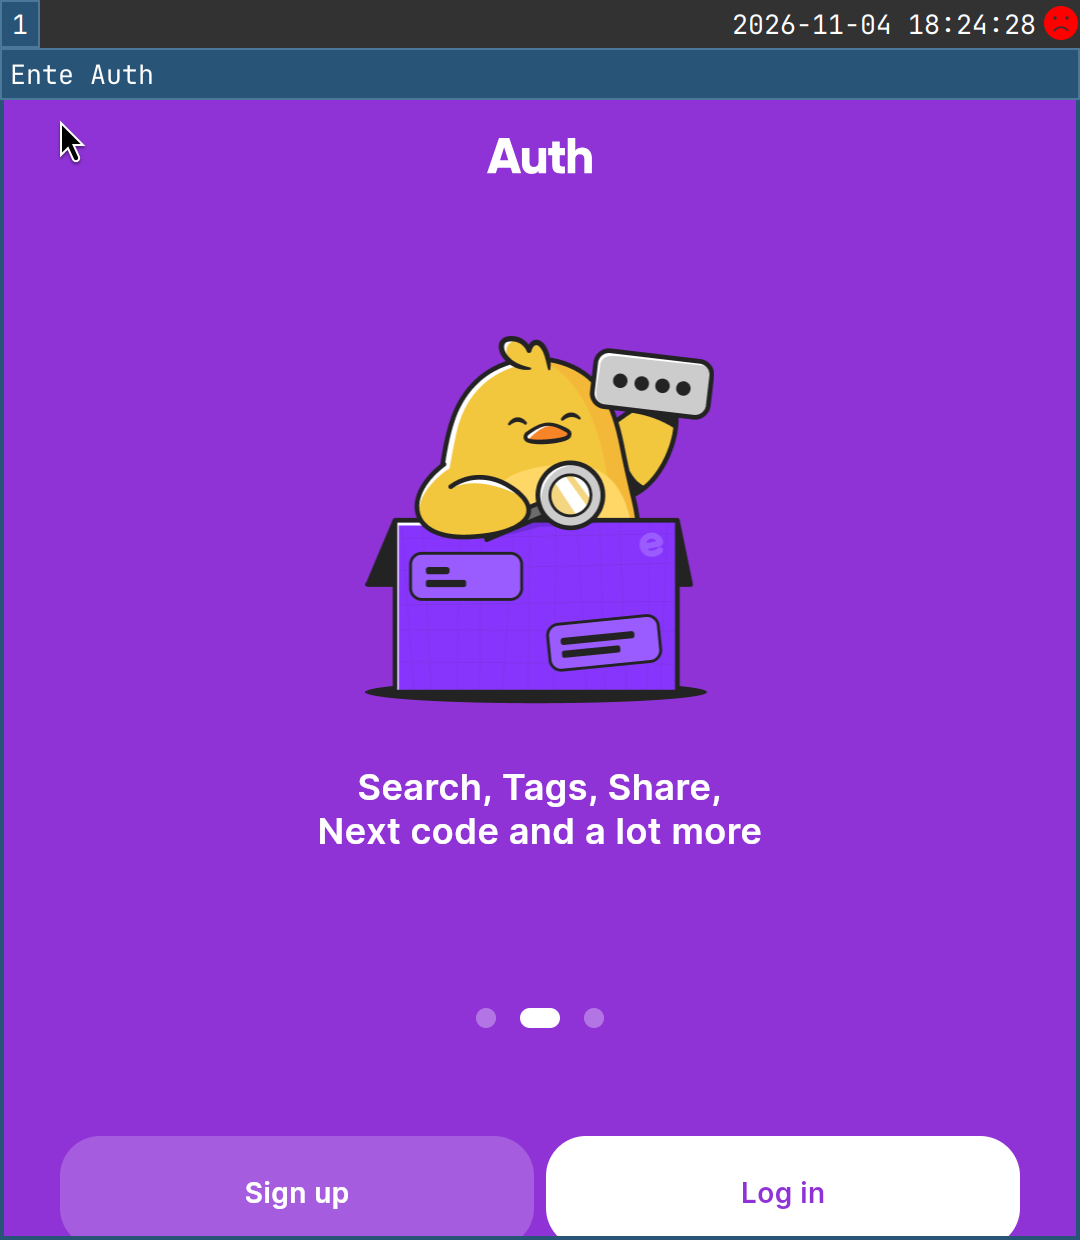 1
2026-11-04 18:24:28
Ente Auth
Auth
e
Search, Tags, Share,
Next code and a lot more
Sign up
Log in